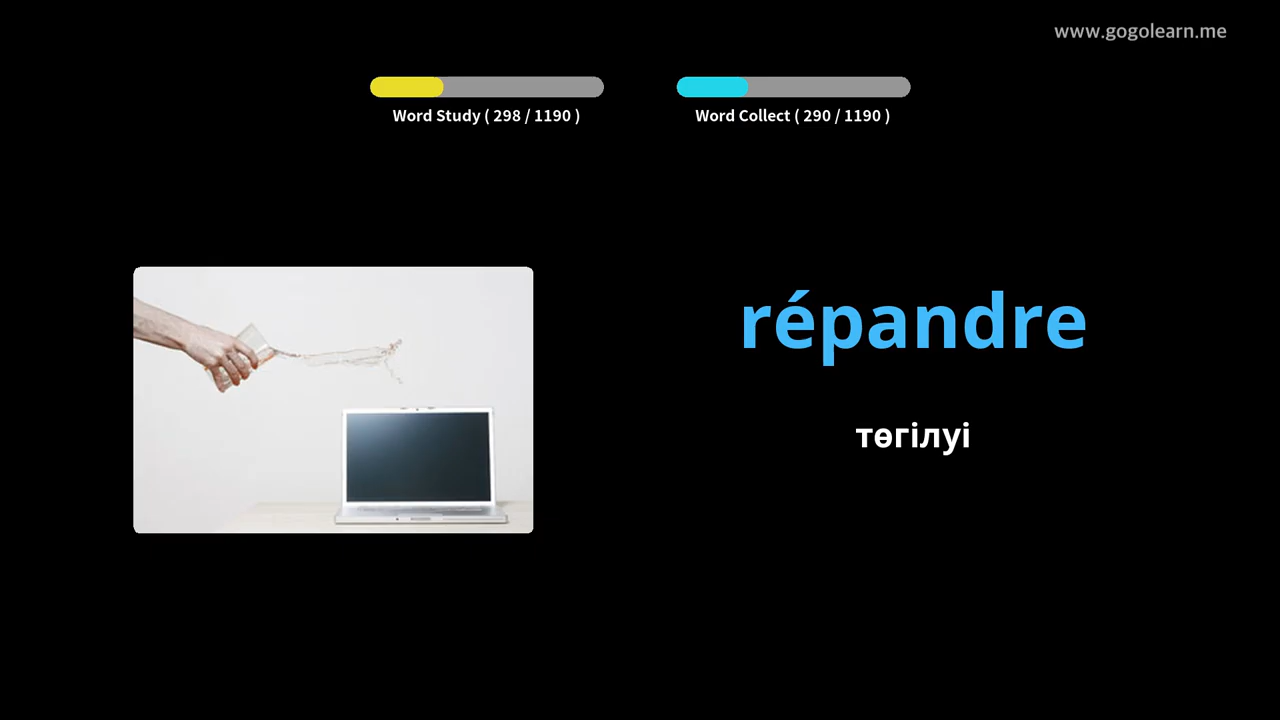 www.gogolearn.me
Word Study ( 298 / 1190 )
Word Collect ( 290 / 1190 )
répandre
төгілуі